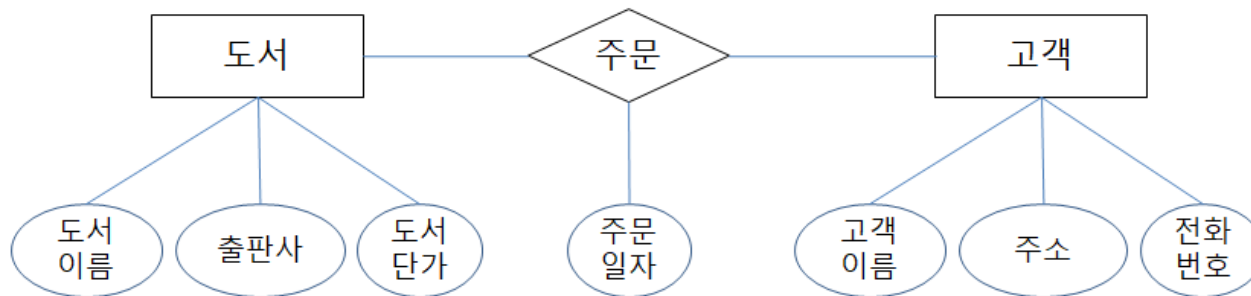 도서
주문
고객
도서
이름
출판사
도서
단가
주문
일자
고객
이름
주소
전화
번호